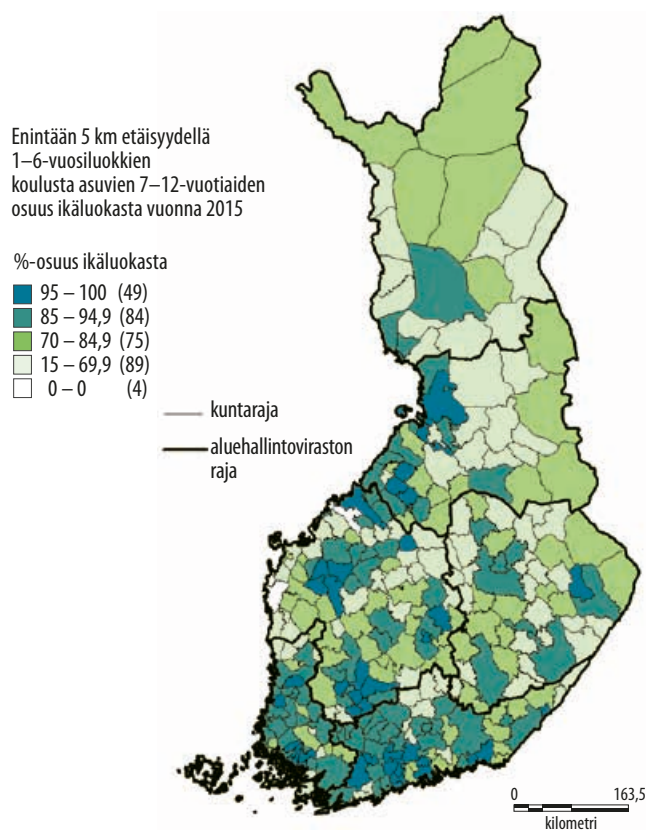 Enintään 5 km etäisyydellä
1–6-vuosiluokkien
koulusta asuvien 7–12-vuotiaiden
osuus ikäluokasta vuonna 2015
%-osuus ikäluokasta
95 – 100 (49)
85 – 94,9 (84)
70 – 84,9 (75)
15 – 69,9 (89)
0 – 0 (4)
kuntaraja
aluehallintoviraston
raja
0 163,5
kilometri